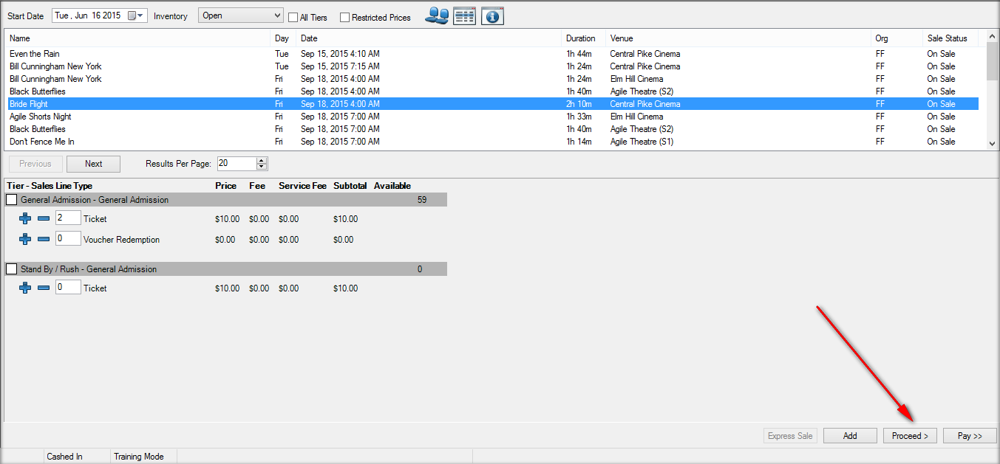 Start Date Tue , Jun 16 2015 Inventory Open All Tiers Restricted Prices
Name Day Date Duration Venue Org Sale Status
Even the Rain Tue Sep 15, 2015 4:10 AM 1h 44m Central Pike Cinema FF On Sale
Bill Cunningham New York Tue Sep 15, 2015 7:15 AM 1h 24m Central Pike Cinema FF On Sale
Bill Cunningham New York Fri Sep 18, 2015 4:00 AM 1h 24m Elm Hill Cinema FF On Sale
Black Butterflies Fri Sep 18, 2015 4:00 AM 1h 40m Agile Theatre (S2) FF On Sale
Bride Flight Fri Sep 18, 2015 4:00 AM 2h 10m Central Pike Cinema FF On Sale
Agile Shorts Night Fri Sep 18, 2015 7:00 AM 1h 33m Elm Hill Cinema FF On Sale
Black Butterflies Fri Sep 18, 2015 7:00 AM 1h 40m Agile Theatre (S2) FF On Sale
Don't Fence Me In Fri Sep 18, 2015 7:00 AM 1h 14m Agile Theatre (S1) FF On Sale
Previous Next Results Per Page: 20
Tier - Sales Line Type Price Fee Service Fee Subtotal Available
General Admission - General Admission 59
2 Ticket $10.00 $0.00 $0.00 $10.00
0 Voucher Redemption $0.00 $0.00 $0.00 $0.00
Stand By / Rush - General Admission 0
0 Ticket $10.00 $0.00 $0.00 $10.00
Express Sale Add Proceed > Pay >>
Cashed In Training Mode